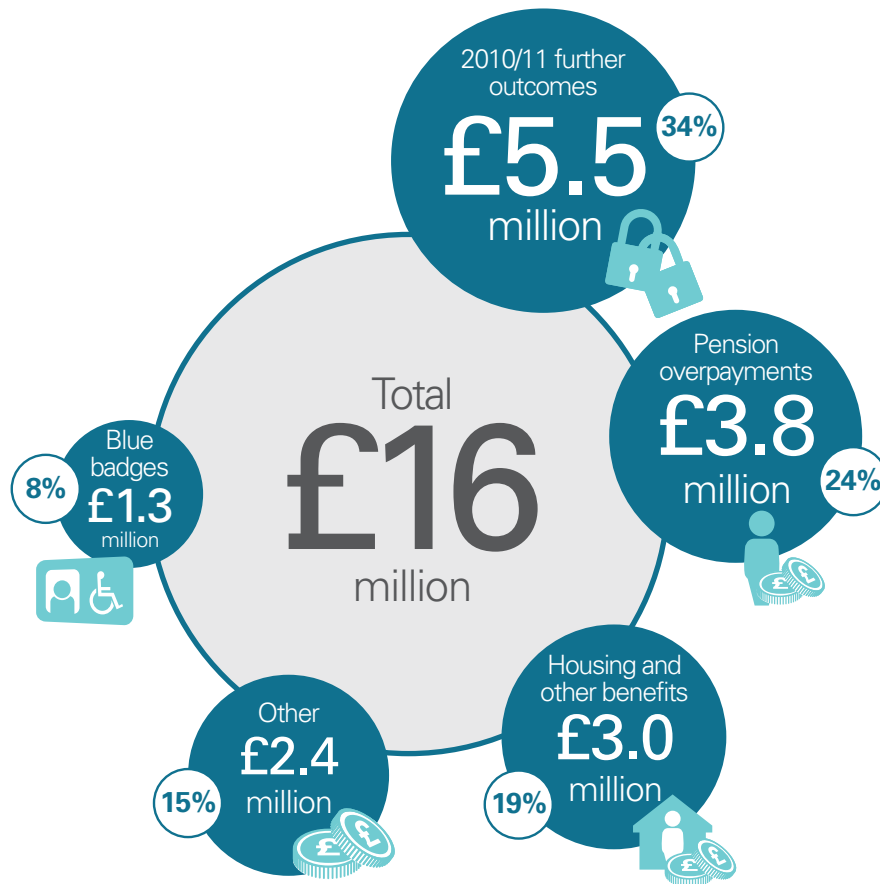 2010/11 further
outcomes
£5.5
million
34%
Pension
overpayments
£3.8
million
24%
Housing and
other benefits
£3.0
million
19%
Other
£2.4
million
15%
Blue
badges
£1.3
million
8%
Total
£16
million
£
£
£
£
£
£